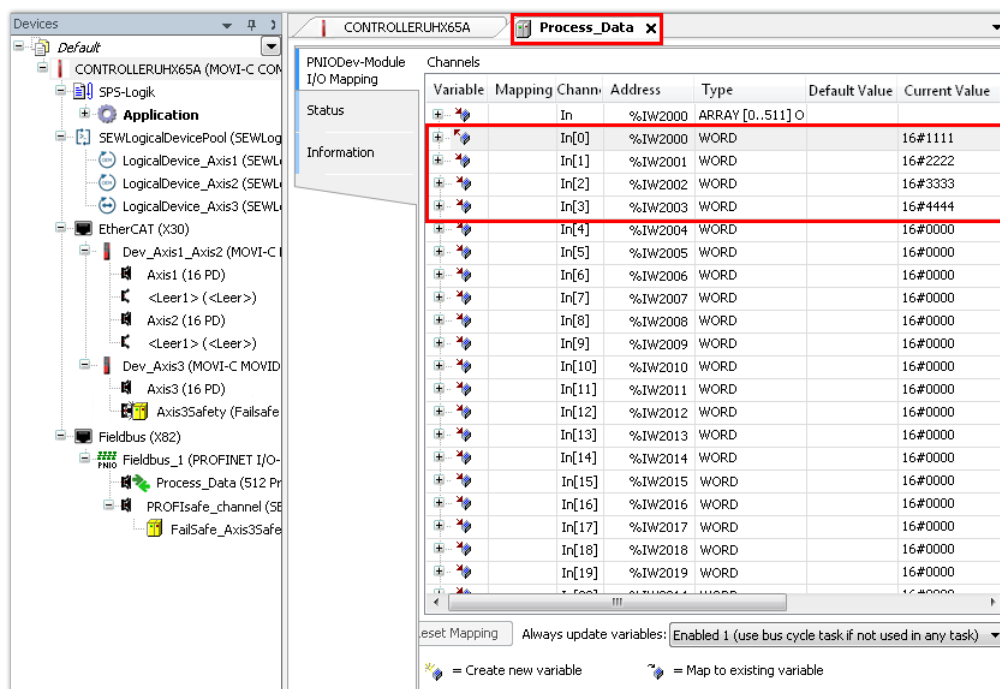 Devices
Default
CONTROLLERUHX65A (MOVI-C CON
SPS-Logik
Application
SEWLogicalDevicePool (SEWLog
LogicalDevice_Axis1 (SEWL
LogicalDevice_Axis2 (SEWL
LogicalDevice_Axis3 (SEWL
EtherCAT (X30)
Dev_Axis1_Axis2 (MOVI-C
Axis1 (16 PD)
<Leer1> (<Leer>)
Axis2 (16 PD)
<Leer1> (<Leer>)
Dev_Axis3 (MOVI-C MOVID
Axis3 (16 PD)
Axis3Safety (Failsafe
Fieldbus (X82)
PNIO
Fieldbus_1 (PROFINET I/O-
Process_Data (512 Pr
PROFIsafe_channel (SE
FailSafe_Axis3Safe
CONTROLLERUHX65A
Process_Data x
PNIODev-Module
I/O Mapping
Status
Information
Channels
Variable Mapping Channe Address Type Default Value Current Value
In %IW2000 ARRAY [0..511] O
In[0] %IW2000 WORD 16#1111
In[1] %IW2001 WORD 16#2222
In[2] %IW2002 WORD 16#3333
In[3] %IW2003 WORD 16#4444
In[4] %IW2004 WORD 16#0000
In[5] %IW2005 WORD 16#0000
In[6] %IW2006 WORD 16#0000
In[7] %IW2007 WORD 16#0000
In[8] %IW2008 WORD 16#0000
In[9] %IW2009 WORD 16#0000
In[10] %IW2010 WORD 16#0000
In[11] %IW2011 WORD 16#0000
In[12] %IW2012 WORD 16#0000
In[13] %IW2013 WORD 16#0000
In[14] %IW2014 WORD 16#0000
In[15] %IW2015 WORD 16#0000
In[16] %IW2016 WORD 16#0000
In[17] %IW2017 WORD 16#0000
In[18] %IW2018 WORD 16#0000
In[19] %IW2019 WORD 16#0000
eset Mapping Always update variables: Enabled 1 (use bus cycle task if not used in any task)
= Create new variable = Map to existing variable